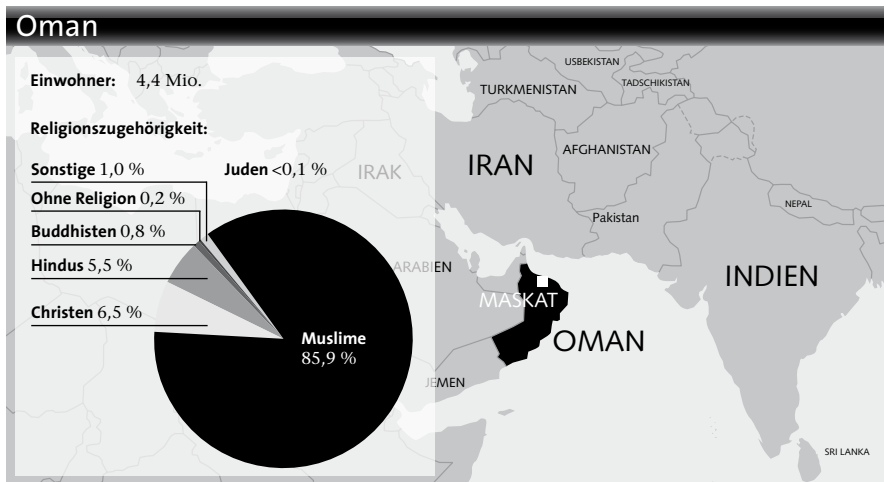 Oman
Einwohner: 4,4 Mio.
Religionszugehörigkeit:
Sonstige 1,0 %
Juden <0,1 %
Ohne Religion 0,2 %
Buddhisten 0,8 %
Hindus 5,5 %
Christen 6,5 %
Muslime
85,9 %
USBEKISTAN
TURKMENISTAN
TADSCHIKISTAN
IRAK
IRAN
AFGHANISTAN
NEPAL
Pakistan
ARABIEN
INDIEN
MASKAT
OMAN
JEMEN
SRI LANKA